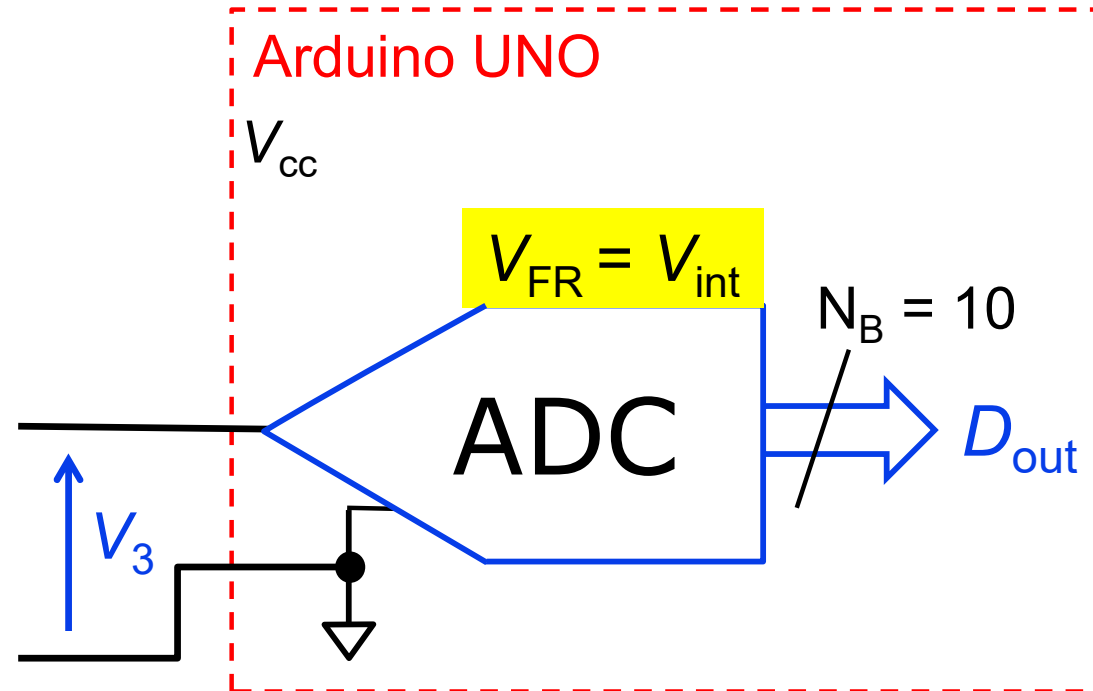 Arduino UNO
Vcc
VFR = Vint
NB = 10
ADC
Dout
V3